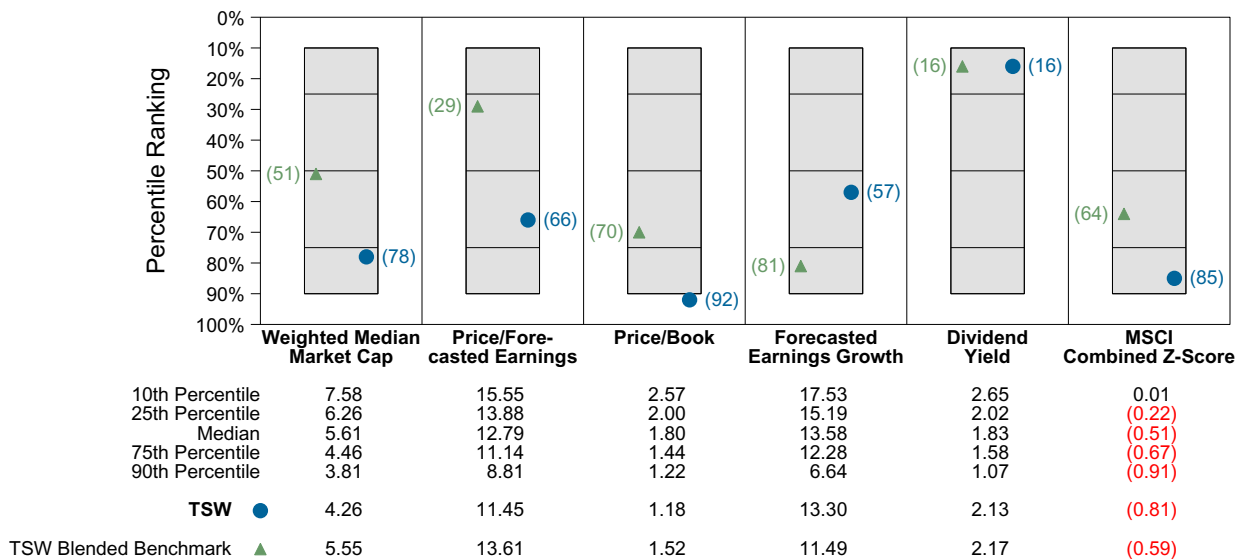 Percentile Ranking
0%
10%
20%
30%
40%
50%
60%
70%
80%
90%
100%
(51)
(78)
(29)
(66)
(70)
(92)
(81)
(57)
(16)
(16)
(64)
(85)
Weighted Median
Market Cap
Price/Fore-
casted Earnings
Price/Book
Forecasted
Earnings Growth
Dividend
Yield
MSCI
Combined Z-Score
10th Percentile 7.58 15.55 2.57 17.53 2.65 0.01
25th Percentile 6.26 13.88 2.00 15.19 2.02 (0.22)
Median 5.61 12.79 1.80 13.58 1.83 (0.51)
75th Percentile 4.46 11.14 1.44 12.28 1.58 (0.67)
90th Percentile 3.81 8.81 1.22 6.64 1.07 (0.91)
TSW 4.26 11.45 1.18 13.30 2.13 (0.81)
TSW Blended Benchmark 5.55 13.61 1.52 11.49 2.17 (0.59)